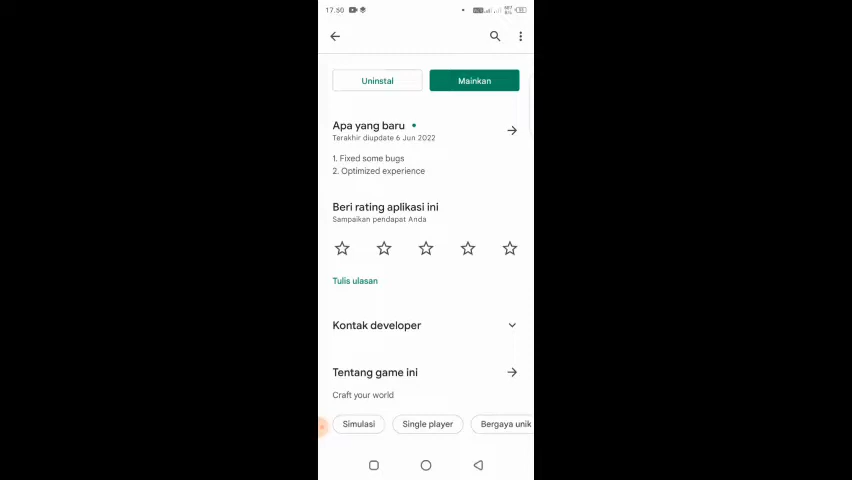 17.50
Uninstal
Mainkan
Apa yang baru
Terakhir diupdate 6 Jun 2022
1. Fixed some bugs
2. Optimized experience
Beri rating aplikasi ini
Sampaikan pendapat Anda
Tulis ulasan
Kontak developer
Tentang game ini
Craft your world
Simulasi
Single player
Bergaya unik